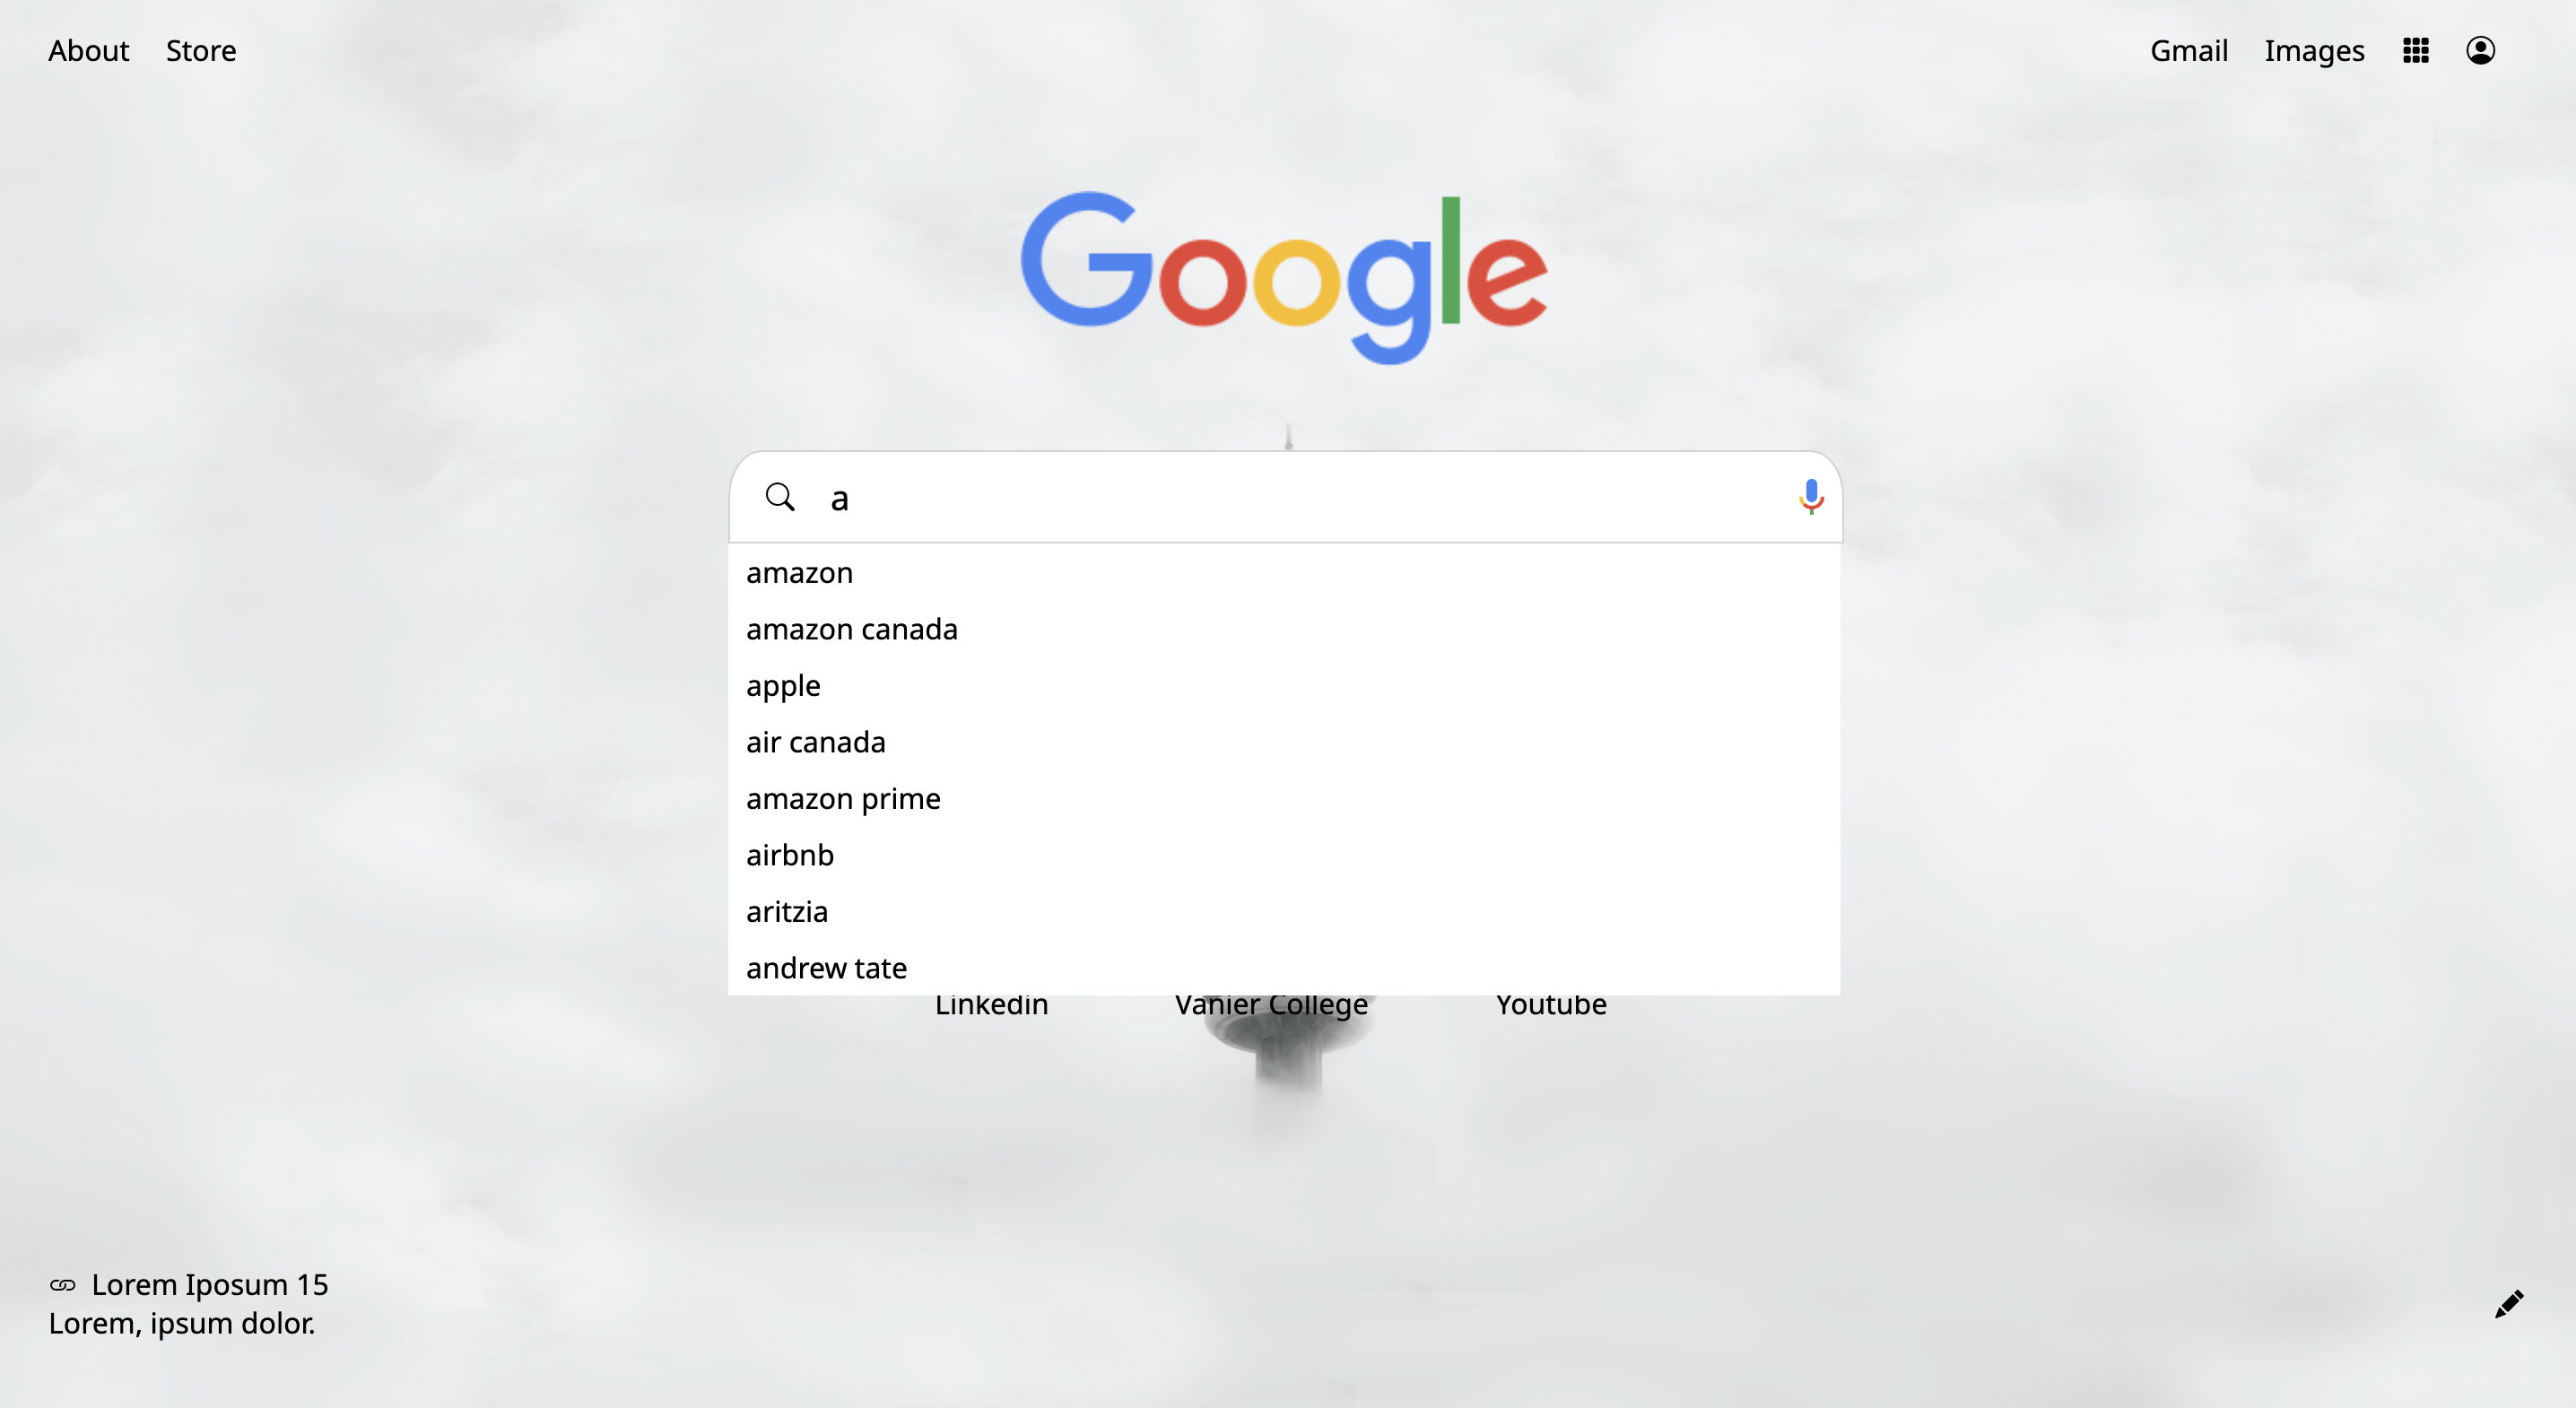 About Store
Gmail Images
Google
a
amazon
amazon canada
apple
air canada
amazon prime
airbnb
aritzia
andrew tate
Linkedin Vanier College Youtube
Lorem Iposum 15
Lorem, ipsum dolor.